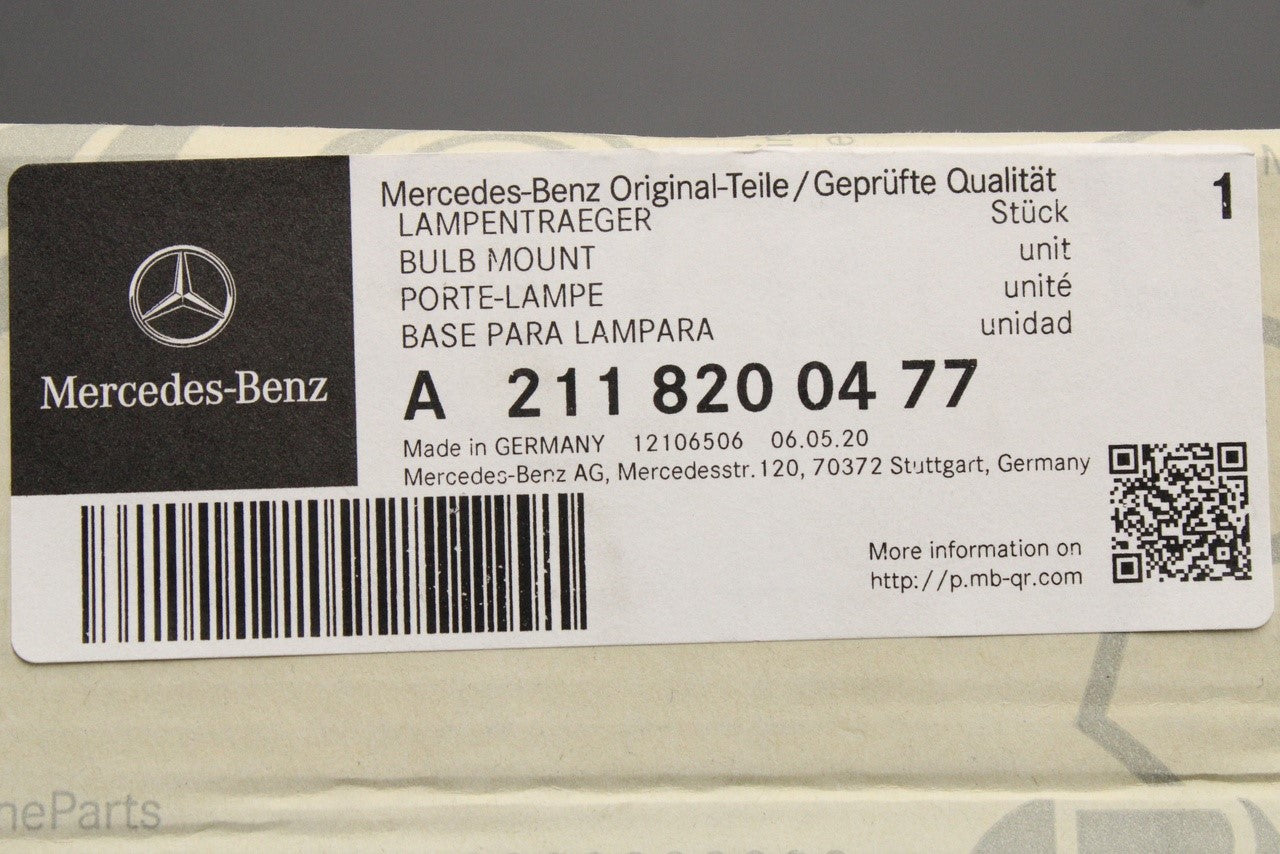 Mercedes-Benz
Mercedes-Benz Original-Teile/Geprüfte Qualität
1
LAMPENTRAEGER Stück
BULB MOUNT unit
PORTE-LAMPE unité
BASE PARA LAMPARA unidad
A 211 820 04 77
Made in GERMANY 12106506 06.05.20
Mercedes-Benz AG, Mercedesstr.120, 70372 Stuttgart, Germany
More information on
http://p.mb-qr.com
neParts